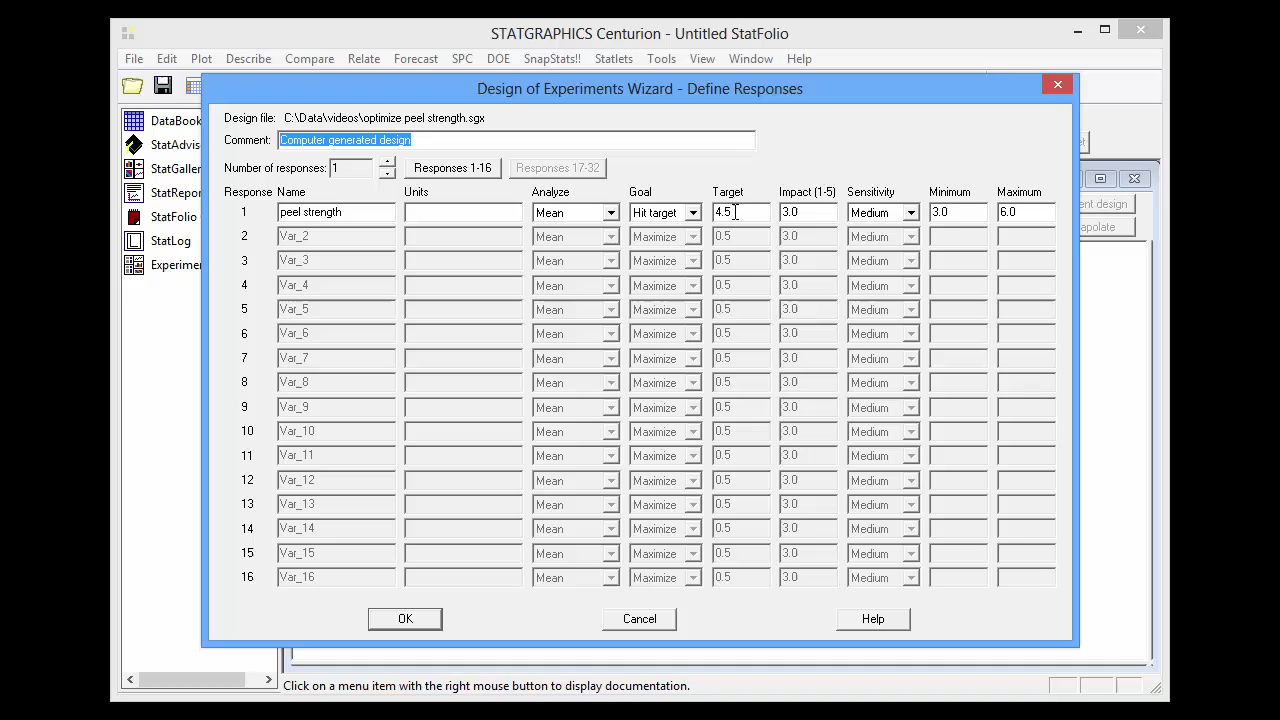 STATGRAPHICS Centurion - Untitled StatFolio
File Edit Plot Describe Compare Relate Forecast SPC DOE SnapStats!! Statlets Tools View Window Help
Design of Experiments Wizard - Define Responses
Design file: C:\Data\videos\optimize peel strength.sgx
Comment: Computer generated design
Number of responses: 1 Responses 1-16 Responses 17-32
Response Name Units Analyze Goal Target Impact (1-5) Sensitivity Minimum Maximum
1 peel strength Mean Hit target 4.5 3.0 Medium 3.0 6.0
2 Var_2 Mean Maximize 0.5 3.0 Medium
3 Var_3 Mean Maximize 0.5 3.0 Medium
4 Var_4 Mean Maximize 0.5 3.0 Medium
5 Var_5 Mean Maximize 0.5 3.0 Medium
6 Var_6 Mean Maximize 0.5 3.0 Medium
7 Var_7 Mean Maximize 0.5 3.0 Medium
8 Var_8 Mean Maximize 0.5 3.0 Medium
9 Var_9 Mean Maximize 0.5 3.0 Medium
10 Var_10 Mean Maximize 0.5 3.0 Medium
11 Var_11 Mean Maximize 0.5 3.0 Medium
12 Var_12 Mean Maximize 0.5 3.0 Medium
13 Var_13 Mean Maximize 0.5 3.0 Medium
14 Var_14 Mean Maximize 0.5 3.0 Medium
15 Var_15 Mean Maximize 0.5 3.0 Medium
16 Var_16 Mean Maximize 0.5 3.0 Medium
OK Cancel Help
DataBook
StatAdvis
StatGaller
StatRepor
StatFolio
StatLog
Experimen
design
apolate
Click on a menu item with the right mouse button to display documentation.